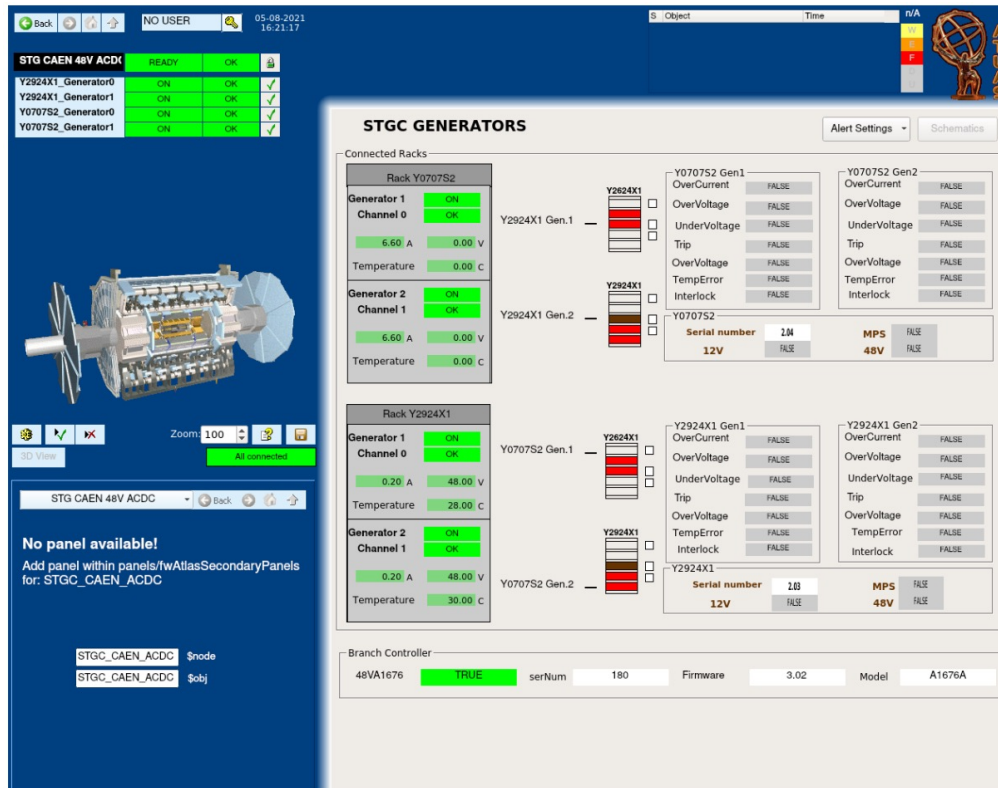 Back NO USER 05-08-2021
16:21:17
S Object Time n/A
W
E
F
STG CAEN 48V ACDC READY OK
Y2924X1_Generator0 ON OK
Y2924X1_Generator1 ON OK
Y0707S2_Generator0 ON OK
Y0707S2_Generator1 ON OK
STGC GENERATORS
Alert Settings Schematics
Connected Racks
Rack Y0707S2
Generator 1 ON
Channel 0 OK
6.60 A 0.00 V
Temperature 0.00 C
Generator 2 ON
Channel 1 OK
6.60 A 0.00 V
Temperature 0.00 C
Y2924X1 Gen.1
Y2624X1
Y2924X1 Gen.2
Y2924X1
Y0707S2 Gen1
OverCurrent FALSE
OverVoltage FALSE
UnderVoltage FALSE
Trip FALSE
OverVoltage FALSE
TempError FALSE
Interlock FALSE
Y0707S2 Gen2
OverCurrent FALSE
OverVoltage FALSE
UnderVoltage FALSE
Trip FALSE
OverVoltage FALSE
TempError FALSE
Interlock FALSE
Y0707S2
Serial number 2.04 MPS FALSE
12V FALSE 48V FALSE
Rack Y2924X1
Generator 1 ON
Channel 0 OK
0.20 A 48.00 V
Temperature 28.00 C
Generator 2 ON
Channel 1 OK
0.20 A 48.00 V
Temperature 30.00 C
Y0707S2 Gen.1
Y2624X1
Y0707S2 Gen.2
Y2924X1
Y2924X1 Gen1
OverCurrent FALSE
OverVoltage FALSE
UnderVoltage FALSE
Trip FALSE
OverVoltage FALSE
TempError FALSE
Interlock FALSE
Y2924X1 Gen2
OverCurrent FALSE
OverVoltage FALSE
UnderVoltage FALSE
Trip FALSE
OverVoltage FALSE
TempError FALSE
Interlock FALSE
Y2924X1
Serial number 2.03 MPS FALSE
12V FALSE 48V FALSE
Branch Controller
48VA1676 TRUE serNum 180 Firmware 3.02 Model A1676A
Zoom: 100
3D View All connected
STG CAEN 48V ACDC Back
No panel available!
Add panel within panels/fwAtlasSecondaryPanels
for: STGC_CAEN_ACDC
STGC_CAEN_ACDC $node
STGC_CAEN_ACDC $obj